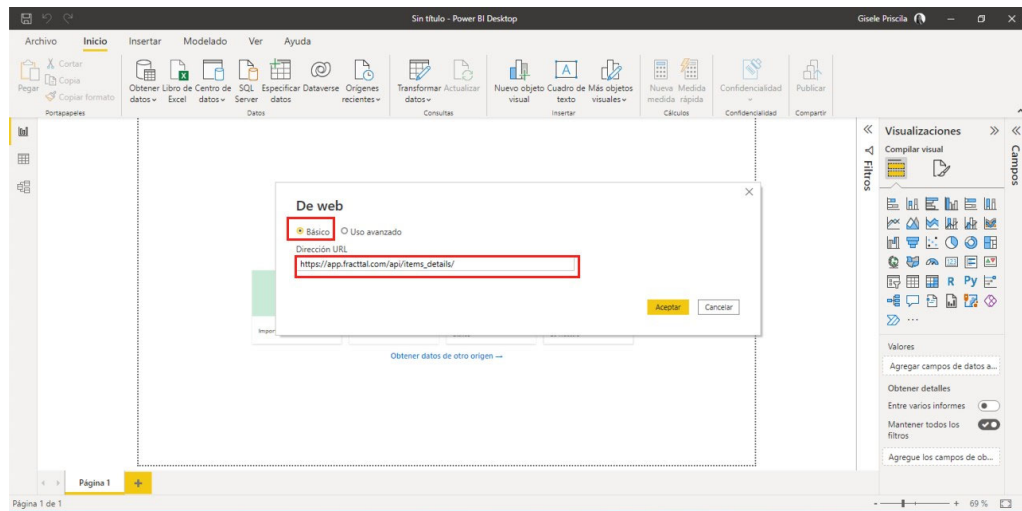 Sin título - Power BI Desktop
Gisele Priscila
Archivo Inicio Insertar Modelado Ver Ayuda
Pegar
Cortar
Copia
Copiar formato
Portapapeles
Obtener datos
Libro de Excel
Centro de datos
SQL Server
Especificar datos
Dataverse
Orígenes recientes
Datos
Transformar datos
Actualizar
Consultas
Nuevo objeto visual
Cuadro de texto
Más objetos visuales
Insertar
Nueva medida
Medida rápida
Cálculos
Confidencialidad
Confidencialidad
Publicar
Compartir
De web
Básico Uso avanzado
Dirección URL
https://app.fracttal.com/api/items_details/
Aceptar Cancelar
Obtener datos de otro origen →
Filtros
Visualizaciones
Compilar visual
R Py
Valores
Agregar campos de datos a...
Obtener detalles
Entre varios informes
Mantener todos los
filtros
Agregue los campos de ob...
Campos
Página 1
Página 1 de 1
69 %